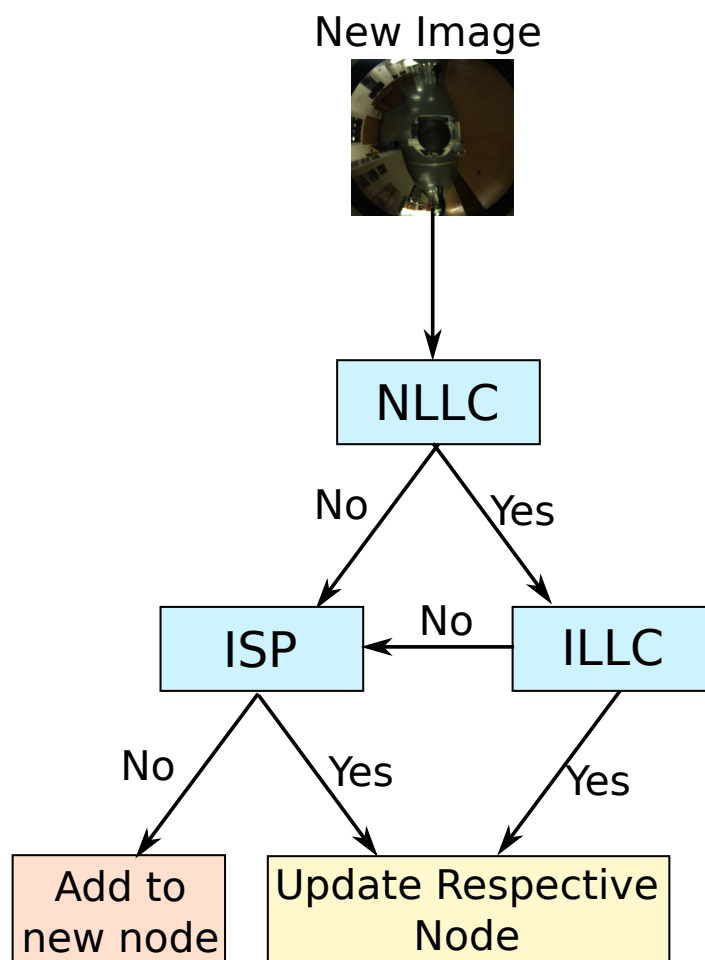 New Image
NLLC
No
Yes
ISP
No
ILLC
No
Yes
Yes
Add to
new node
Update Respective
Node